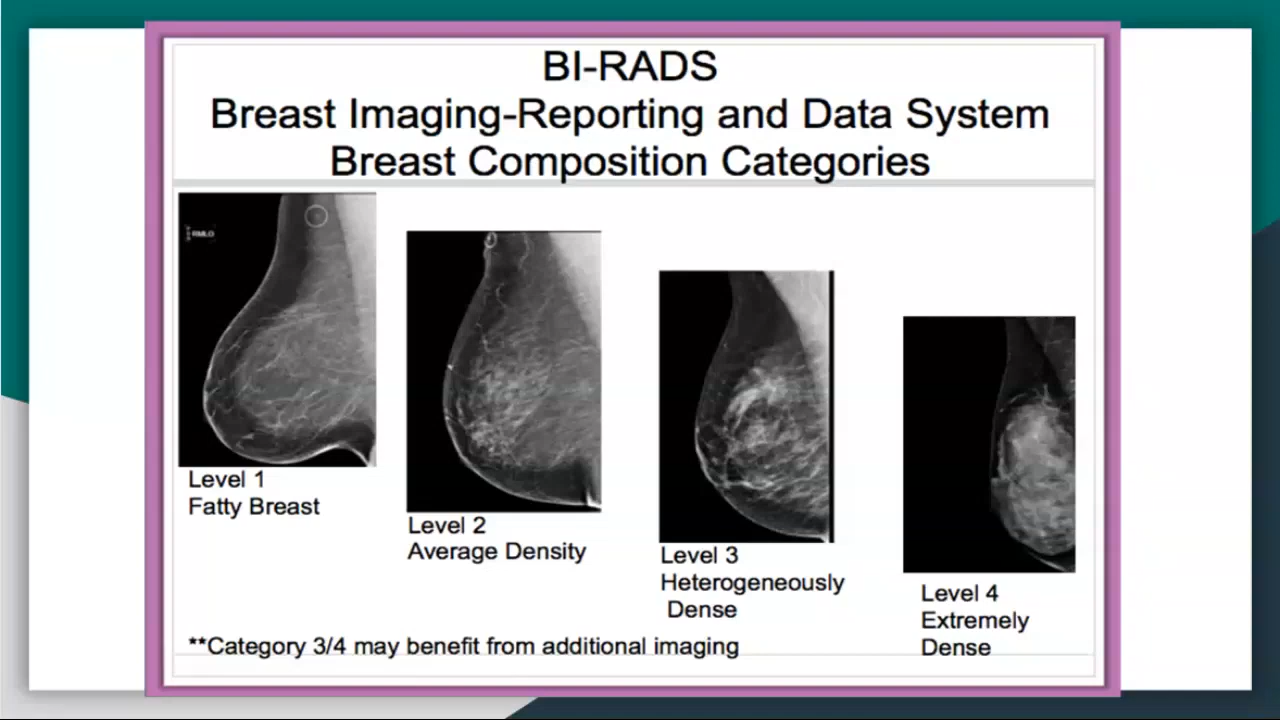 BI-RADS
Breast Imaging-Reporting and Data System
Breast Composition Categories
RMLO
Level 1
Fatty Breast
Level 2
Average Density
Level 3
Heterogeneously
Dense
Level 4
Extremely
Dense
**Category 3/4 may benefit from additional imaging